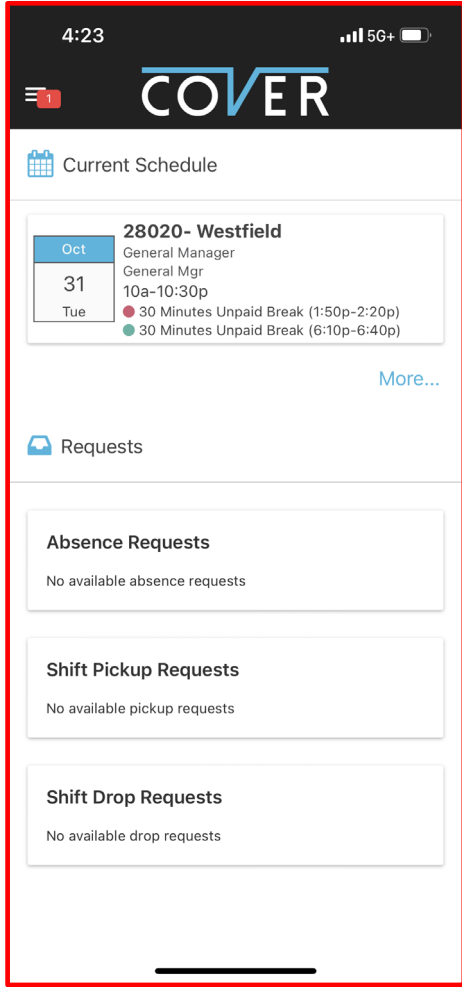 4:23
5G+
1
COVER
Current Schedule
Oct
31
Tue
28020- Westfield
General Manager
General Mgr
10a-10:30p
30 Minutes Unpaid Break (1:50p-2:20p)
30 Minutes Unpaid Break (6:10p-6:40p)
More...
Requests
Absence Requests
No available absence requests
Shift Pickup Requests
No available pickup requests
Shift Drop Requests
No available drop requests